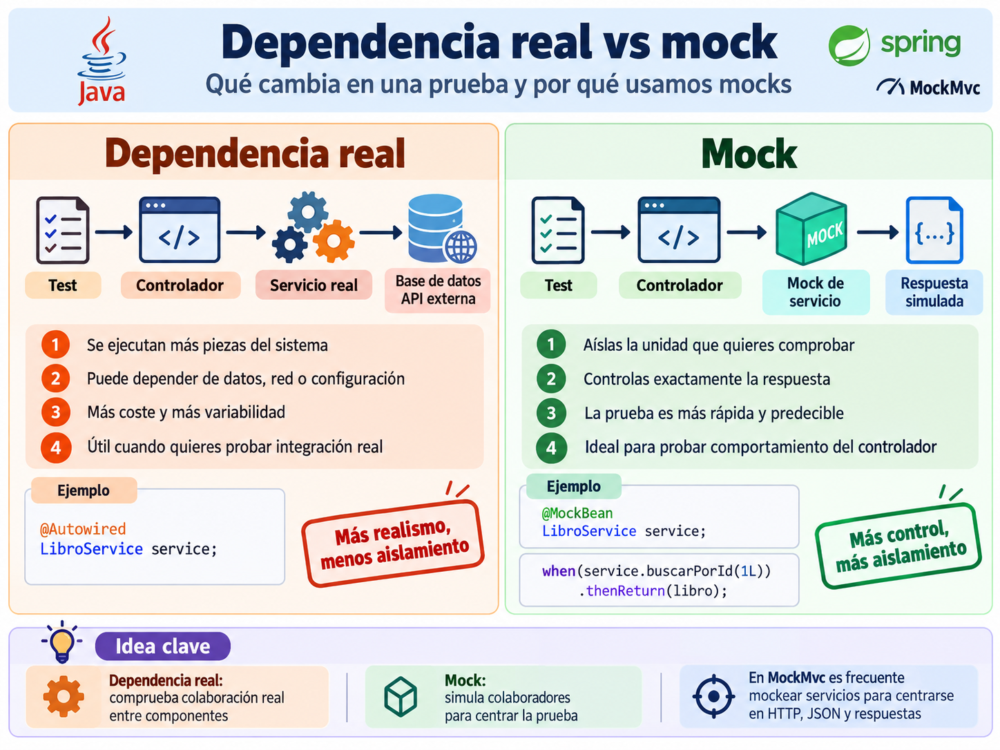 Java
Dependencia real vs mock
Qué cambia en una prueba y por qué usamos mocks
spring
MockMvc
Dependencia real
Test
Controlador
Servicio real
Base de datos
API externa
1 Se ejecutan más piezas del sistema
2 Puede depender de datos, red o configuración
3 Más coste y más variabilidad
4 Útil cuando quieres probar integración real
Ejemplo
@Autowired
LibroService service;
Más realismo,
menos aislamiento
Mock
</>
MOCK
{...}
Test
Controlador
Mock de
servicio
Respuesta
simulada
1 Aíslas la unidad que quieres comprobar
2 Controlas exactamente la respuesta
3 La prueba es más rápida y predecible
4 Ideal para probar comportamiento del controlador
Ejemplo
@MockBean
LibroService service;
when(service.buscarPorId(1L))
.thenReturn(libro);
Más control,
más aislamiento
Idea clave
Dependencia real:
comprueba colaboración real
entre componentes
Mock:
simula colaboradores
para centrar la prueba
En MockMvc es frecuente
mockear servicios para centrarse
en HTTP, JSON y respuestas